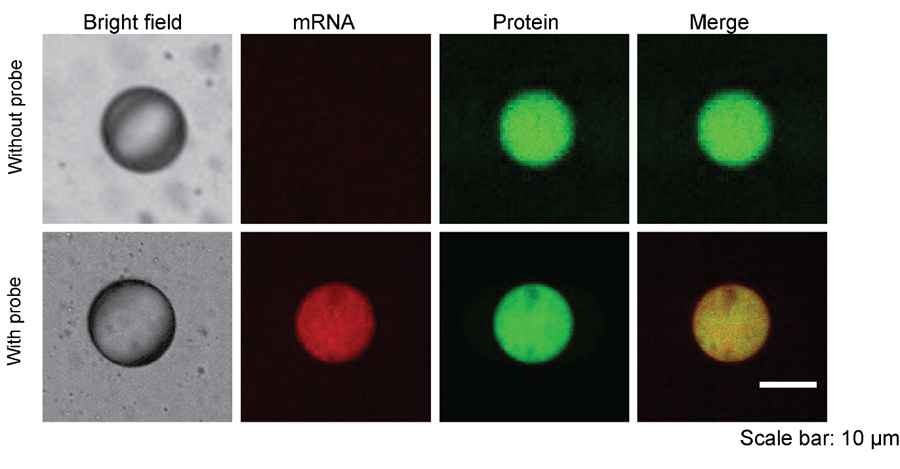 Bright field mRNA Protein Merge
Without probe
With probe
Scale bar: 10 μm